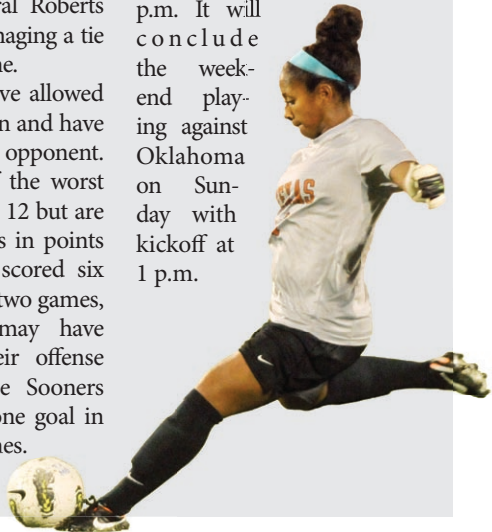 ral Roberts
naging a tie
ne.
ve allowed
n and have
opponent.
f the worst
12 but are
s in points
scored six
two games,
may have
eir offense
e Sooners
one goal in
nes.
p.m. It will
conclude
the week-
end play-
ing against
Oklahoma
on Sun-
day with
kickoff at
1 p.m.